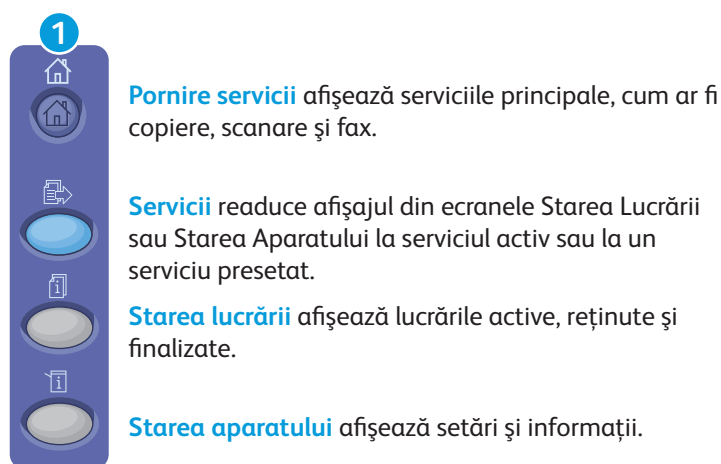 1
Pornire servicii afişează serviciile principale, cum ar fi
copiere, scanare şi fax.
Servicii readuce afişajul din ecranele Starea Lucrării
sau Starea Aparatului la serviciul activ sau la un
serviciu presetat.
Starea lucrării afişează lucrările active, reţinute şi
finalizate.
Starea aparatului afişează setări şi informaţii.